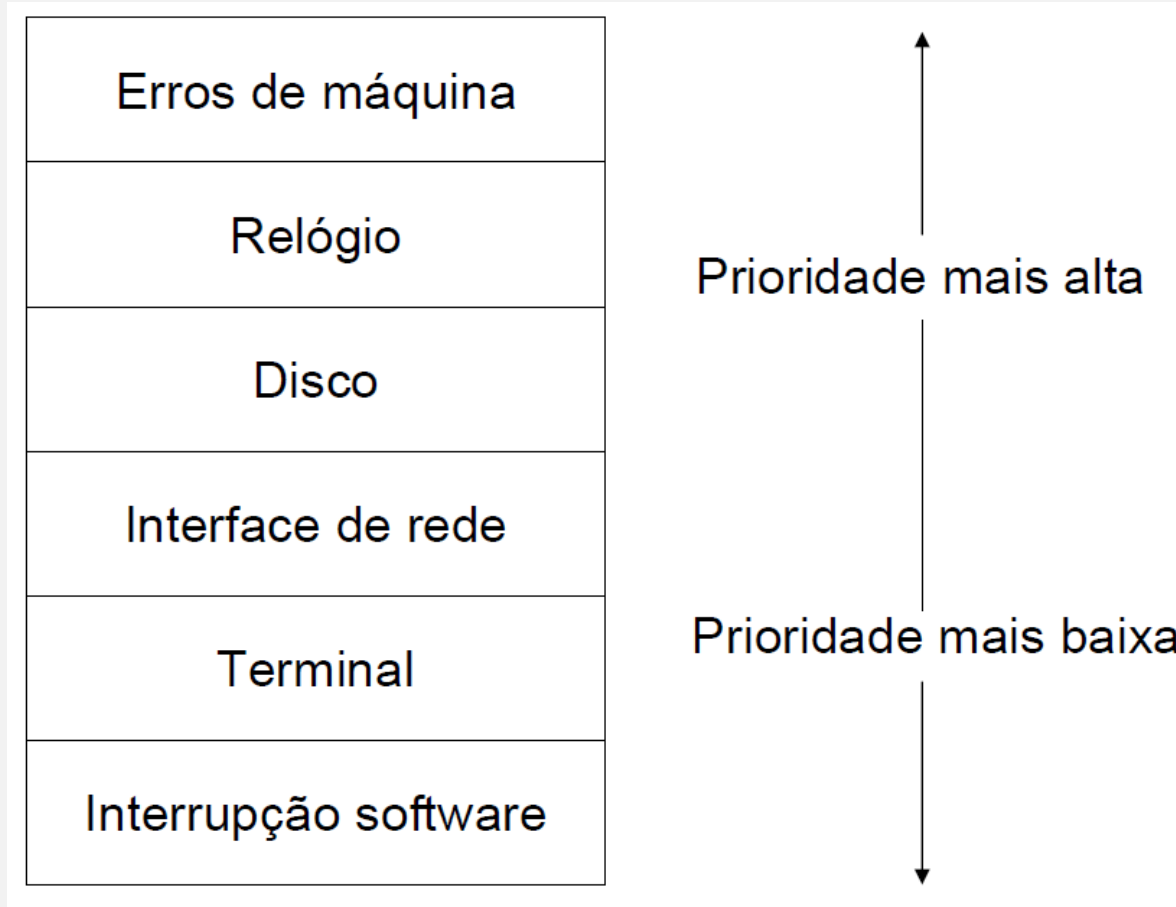 Erros de máquina
Relógio
Prioridade mais alta
Disco
Interface de rede
Prioridade mais baixa
Terminal
Interrupção software